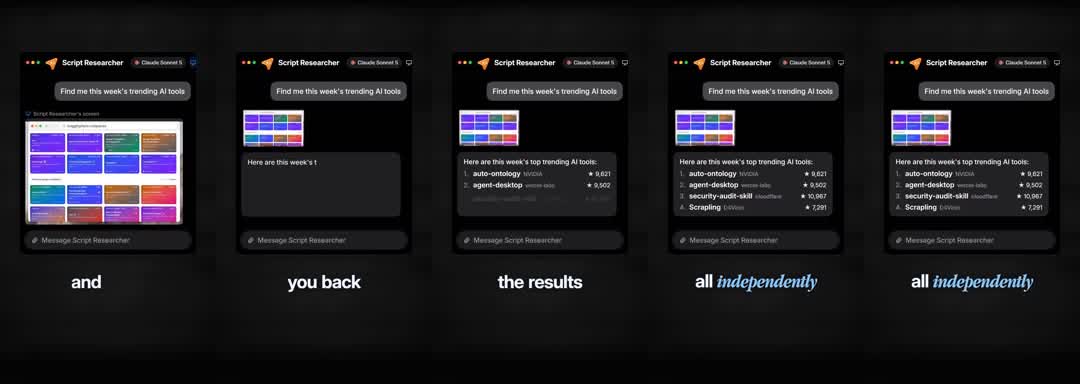 Script Researcher
Claude Sonnet 5
Find me this week's trending AI tools
Script Researcher's screen
Message Script Researcher
and
Script Researcher
Claude Sonnet 5
Find me this week's trending AI tools
Here are this week's t
Message Script Researcher
you back
Script Researcher
Claude Sonnet 5
Find me this week's trending AI tools
Here are this week's top trending AI tools:
1. auto-ontology NVIDIA ★ 9,621
2. agent-desktop vercel-labs ★ 9,502
security-audit-skill
Message Script Researcher
the results
Script Researcher
Claude Sonnet 5
Find me this week's trending AI tools
Here are this week's top trending AI tools:
1. auto-ontology NVIDIA ★ 9,621
2. agent-desktop vercel-labs ★ 9,502
3. security-audit-skill cloudflare ★ 10,967
4. Scrapling D4Vinci ★ 7,291
Message Script Researcher
all independently
Script Researcher
Claude Sonnet 5
Find me this week's trending AI tools
Here are this week's top trending AI tools:
1. auto-ontology NVIDIA ★ 9,621
2. agent-desktop vercel-labs ★ 9,502
3. security-audit-skill cloudflare ★ 10,967
4. Scrapling D4Vinci ★ 7,291
Message Script Researcher
all independently